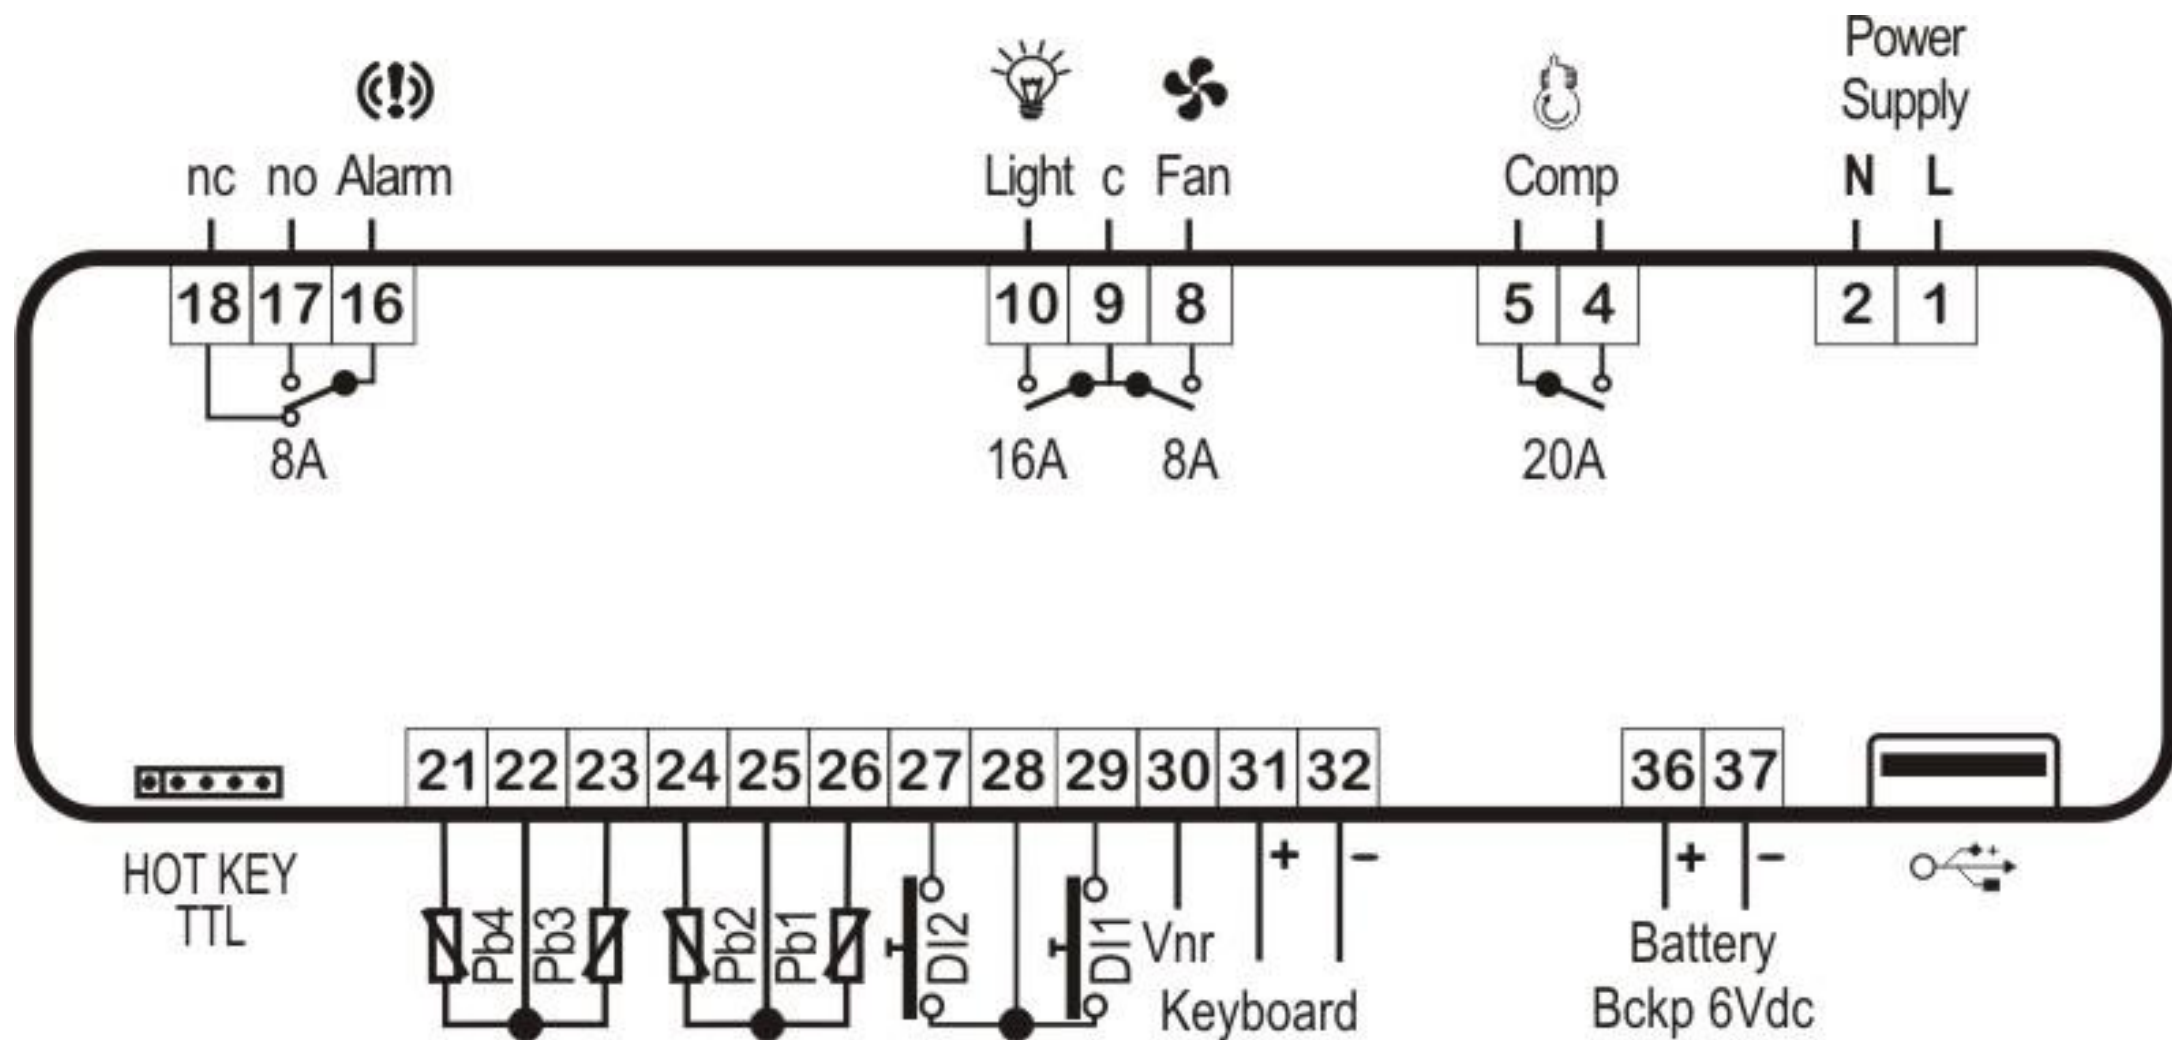 Power
Supply
nc no Alarm Light c Fan Comp N L
18 17 16 10 9 8 5 4 2 1
8A 16A 8A 20A
21 22 23 24 25 26 27 28 29 30 31 32 36 37
HOT KEY
TTL
+ − + − +
Pb4 Pb3 Pb2 Pb1 DI2 DI1 Vnr Battery
Keyboard Bckp 6Vdc